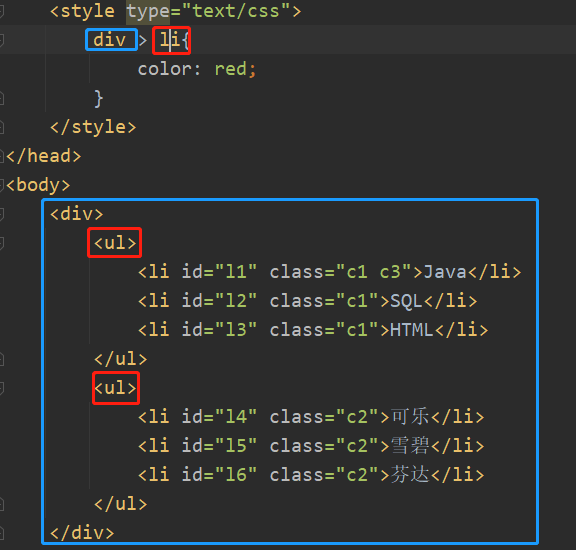 <style type="text/css">
div > li{
color: red;
}
</style>
</head>
<body>
<div>
<ul>
<li id="l1" class="c1 c3">Java</li>
<li id="l2" class="c1">SQL</li>
<li id="l3" class="c1">HTML</li>
</ul>
<ul>
<li id="l4" class="c2">可乐</li>
<li id="l5" class="c2">雪碧</li>
<li id="l6" class="c2">芬达</li>
</ul>
</div>